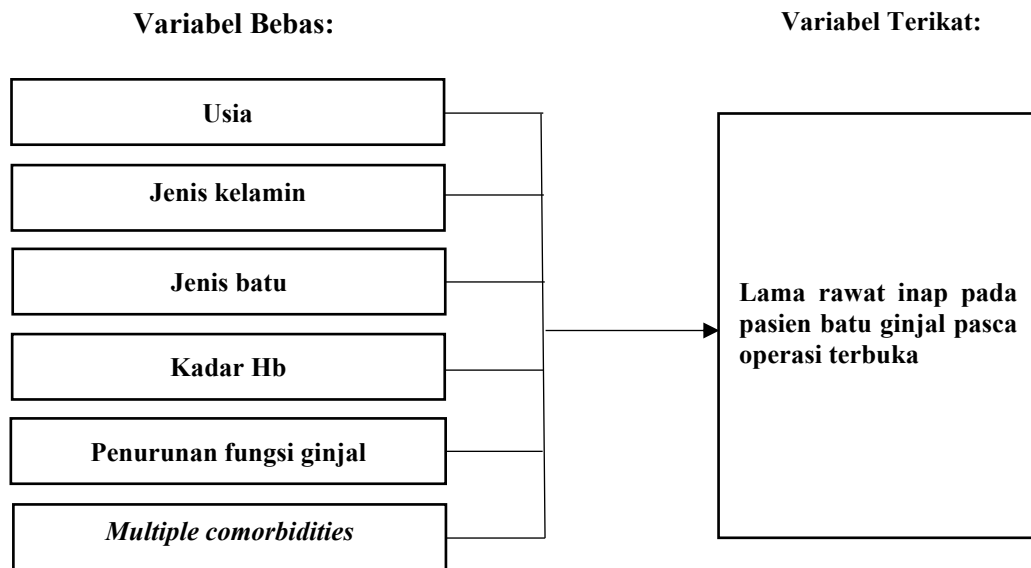 Variabel Bebas:
Variabel Terikat:
Usia
Jenis kelamin
Jenis batu
Kadar Hb
Penurunan fungsi ginjal
Multiple comorbidities
Lama rawat inap pada
pasien batu ginjal pasca
operasi terbuka